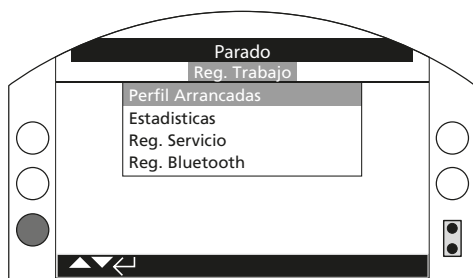 Parado
Reg. Trabajo
Perfil Arrancadas
Estadisticas
Reg. Servicio
Reg. Bluetooth